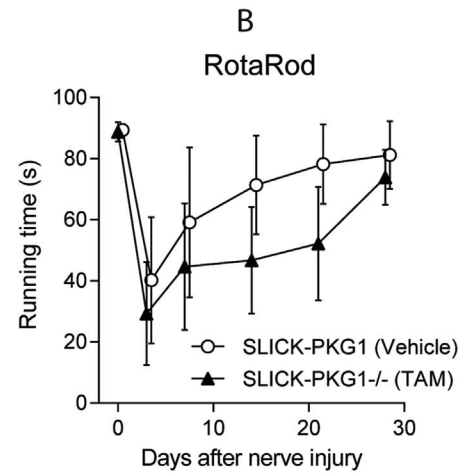 B
RotaRod
Running time (s)
100
80
60
40
20
0
SLICK-PKG1 (Vehicle)
SLICK-PKG1-/- (TAM)
0 10 20 30
Days after nerve injury